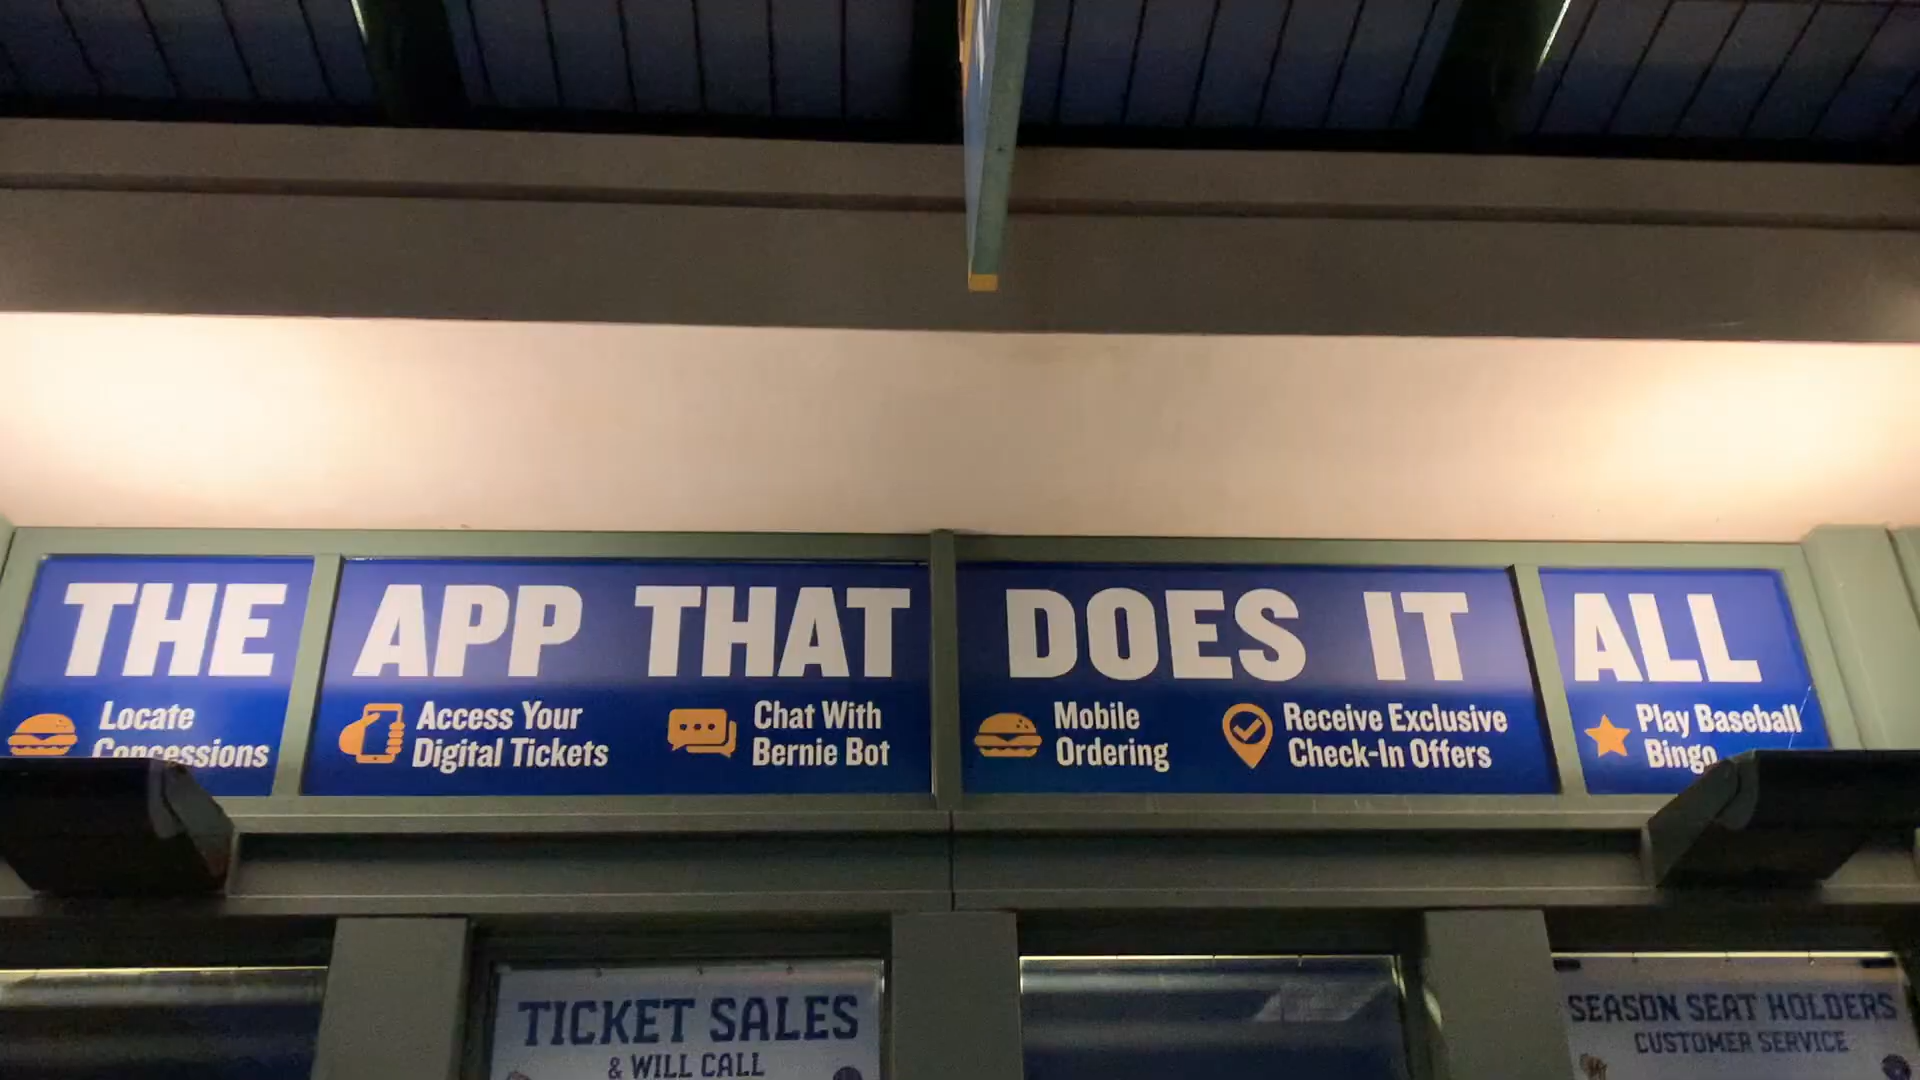 THE APP THAT DOES IT ALL
Locate
Concessions
Access Your
Digital Tickets
Chat With
Bernie Bot
Mobile
Ordering
Receive Exclusive
Check-In Offers
Play Baseball
Bingo
TICKET SALES
& WILL CALL
SEASON SEAT HOLDERS
CUSTOMER SERVICE